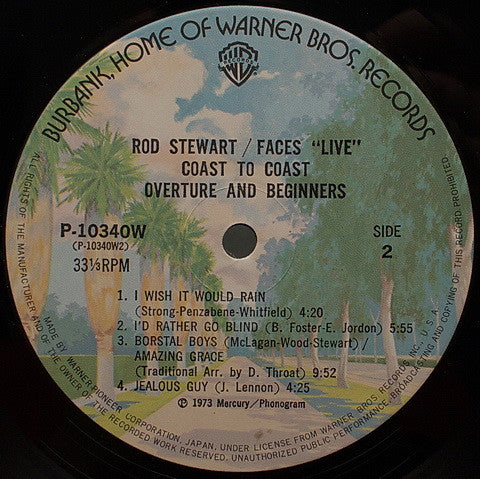 BURBANK, HOME OF WARNER BROS. RECORDS
ROD STEWART / FACES "LIVE"
COAST TO COAST
OVERTURE AND BEGINNERS
P-10340W
(P-10340W2)
33⅓RPM
SIDE
2
1. I WISH IT WOULD RAIN
(Strong-Penzabene-Whitfield) 4:20
2. I'D RATHER GO BLIND (B. Foster-E. Jordon) 5:55
3. BORSTAL BOYS (McLagan-Wood-Stewart) /
AMAZING GRACE
(Traditional Arr. by D. Throat) 9:52
4. JEALOUS GUY (J. Lennon) 4:25
℗ 1973 Mercury/Phonogram
MADE BY WARNER-PIONEER CORPORATION, JAPAN, UNDER LICENSE FROM WARNER BROS RECORDS INC., U.S.A.
ALL RIGHTS OF THE MANUFACTURER AND OF THE OWNER OF THE RECORDED WORK RESERVED. UNAUTHORIZED PUBLIC PERFORMANCE, BROADCASTING AND COPYING OF THIS RECORD PROHIBITED.